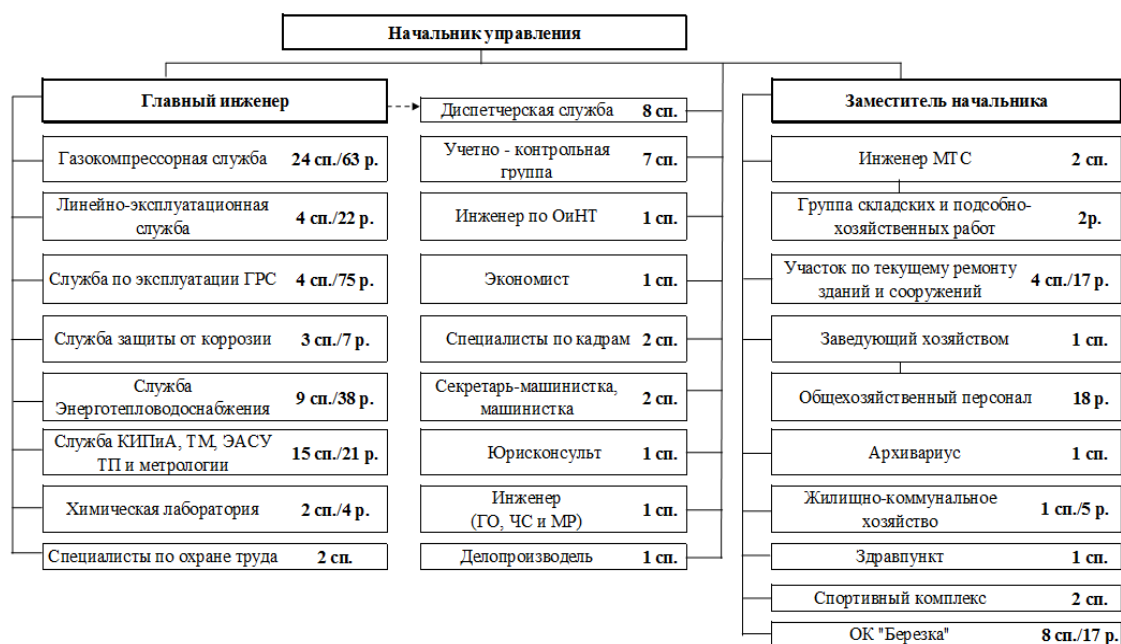 Начальник управления
Главный инженер
Газокомпрессорная служба 24 сп./63 р.
Линейно-эксплуатационная
служба 4 сп./22 р.
Служба по эксплуатации ГРС 4 сп./75 р.
Служба защиты от коррозии 3 сп./7 р.
Служба
Энерготепловодоснабжения 9 сп./38 р.
Служба КИПиА, ТМ, ЭАСУ
ТП и метрологии 15 сп./21 р.
Химическая лаборатория 2 сп./4 р.
Специалисты по охране труда 2 сп.
Диспетчерская служба 8 сп.
Учетно - контрольная
группа 7 сп.
Инженер по ОиНТ 1 сп.
Экономист 1 сп.
Специалисты по кадрам 2 сп.
Секретарь-машинистка,
машинистка 2 сп.
Юрисконсульт 1 сп.
Инженер
(ГО, ЧС и МР) 1 сп.
Делопроизводель 1 сп.
Заместитель начальника
Инженер МТС 2 сп.
Группа складских и подсобно-
хозяйственных работ 2р.
Участок по текущему ремонту
зданий и сооружений 4 сп./17 р.
Заведующий хозяйством 1 сп.
Общехозяйственный персонал 18 р.
Архивариус 1 сп.
Жилищно-коммунальное
хозяйство 1 сп./5 р.
Здравпункт 1 сп.
Спортивный комплекс 2 сп.
ОК "Березка" 8 сп./17 р.